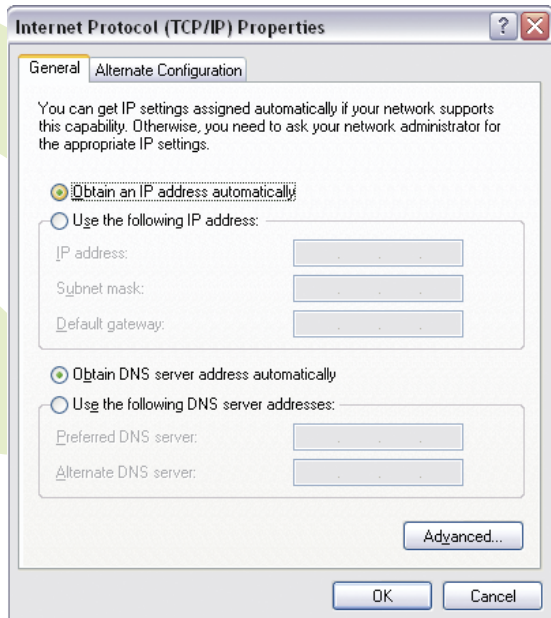 Internet Protocol (TCP/IP) Properties
General
Alternate Configuration
You can get IP settings assigned automatically if your network supports
this capability. Otherwise, you need to ask your network administrator for
the appropriate IP settings.
Obtain an IP address automatically
Use the following IP address:
IP address:
Subnet mask:
Default gateway:
Obtain DNS server address automatically
Use the following DNS server addresses:
Preferred DNS server:
Alternate DNS server:
Advanced...
OK
Cancel